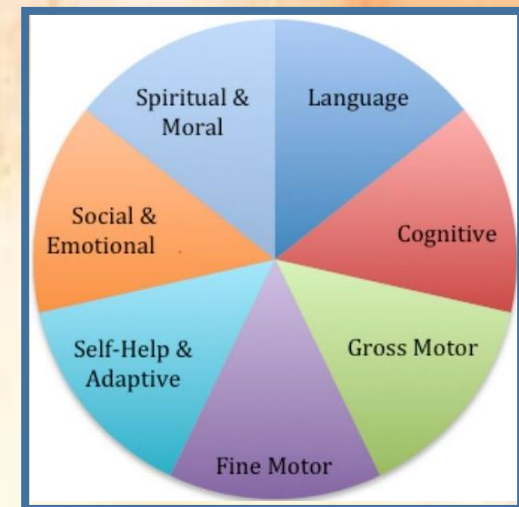 Spiritual &
Moral
Language
Social &
Emotional
Cognitive
Self-Help &
Adaptive
Gross Motor
Fine Motor